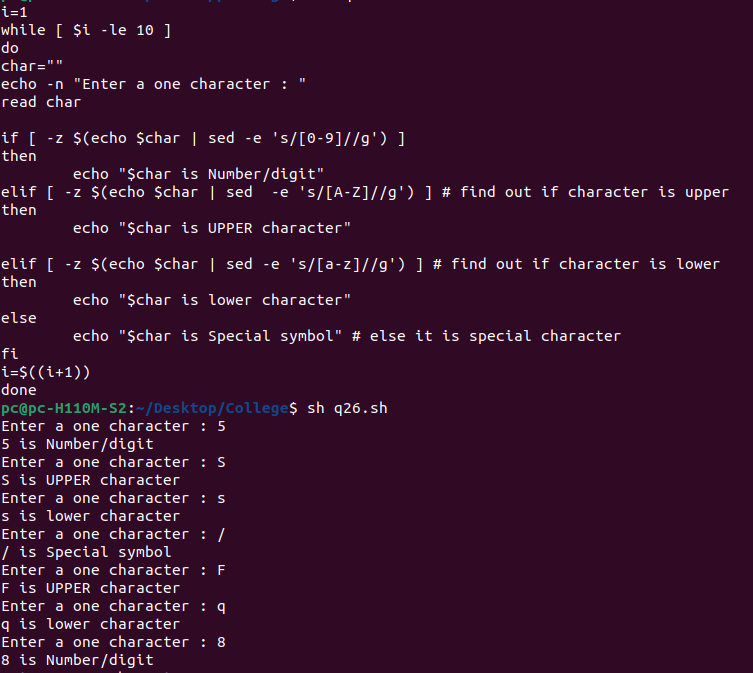 i=1
while [ $i -le 10 ]
do
char=""
echo -n "Enter a one character : "
read char
if [ -z $(echo $char | sed -e 's/[0-9]//g') ]
then
        echo "$char is Number/digit"
elif [ -z $(echo $char | sed  -e 's/[A-Z]//g') ] # find out if character is upper
then
        echo "$char is UPPER character"
elif [ -z $(echo $char | sed -e 's/[a-z]//g') ] # find out if character is lower
then
        echo "$char is lower character"
else
        echo "$char is Special symbol" # else it is special character
fi
i=$((i+1))
done
pc@pc-H110M-S2:~/Desktop/College$ sh q26.sh
Enter a one character : 5
5 is Number/digit
Enter a one character : S
S is UPPER character
Enter a one character : s
s is lower character
Enter a one character : /
/ is Special symbol
Enter a one character : F
F is UPPER character
Enter a one character : q
q is lower character
Enter a one character : 8
8 is Number/digit